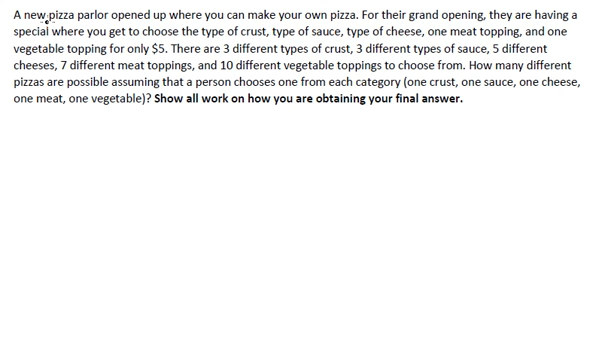 A new pizza parlor opened up where you can make your own pizza. For their grand opening, they are having a
special where you get to choose the type of crust, type of sauce, type of cheese, one meat topping, and one
vegetable topping for only $5. There are 3 different types of crust, 3 different types of sauce, 5 different
cheeses, 7 different meat toppings, and 10 different vegetable toppings to choose from. How many different
pizzas are possible assuming that a person chooses one from each category (one crust, one sauce, one cheese,
one meat, one vegetable)? Show all work on how you are obtaining your final answer.